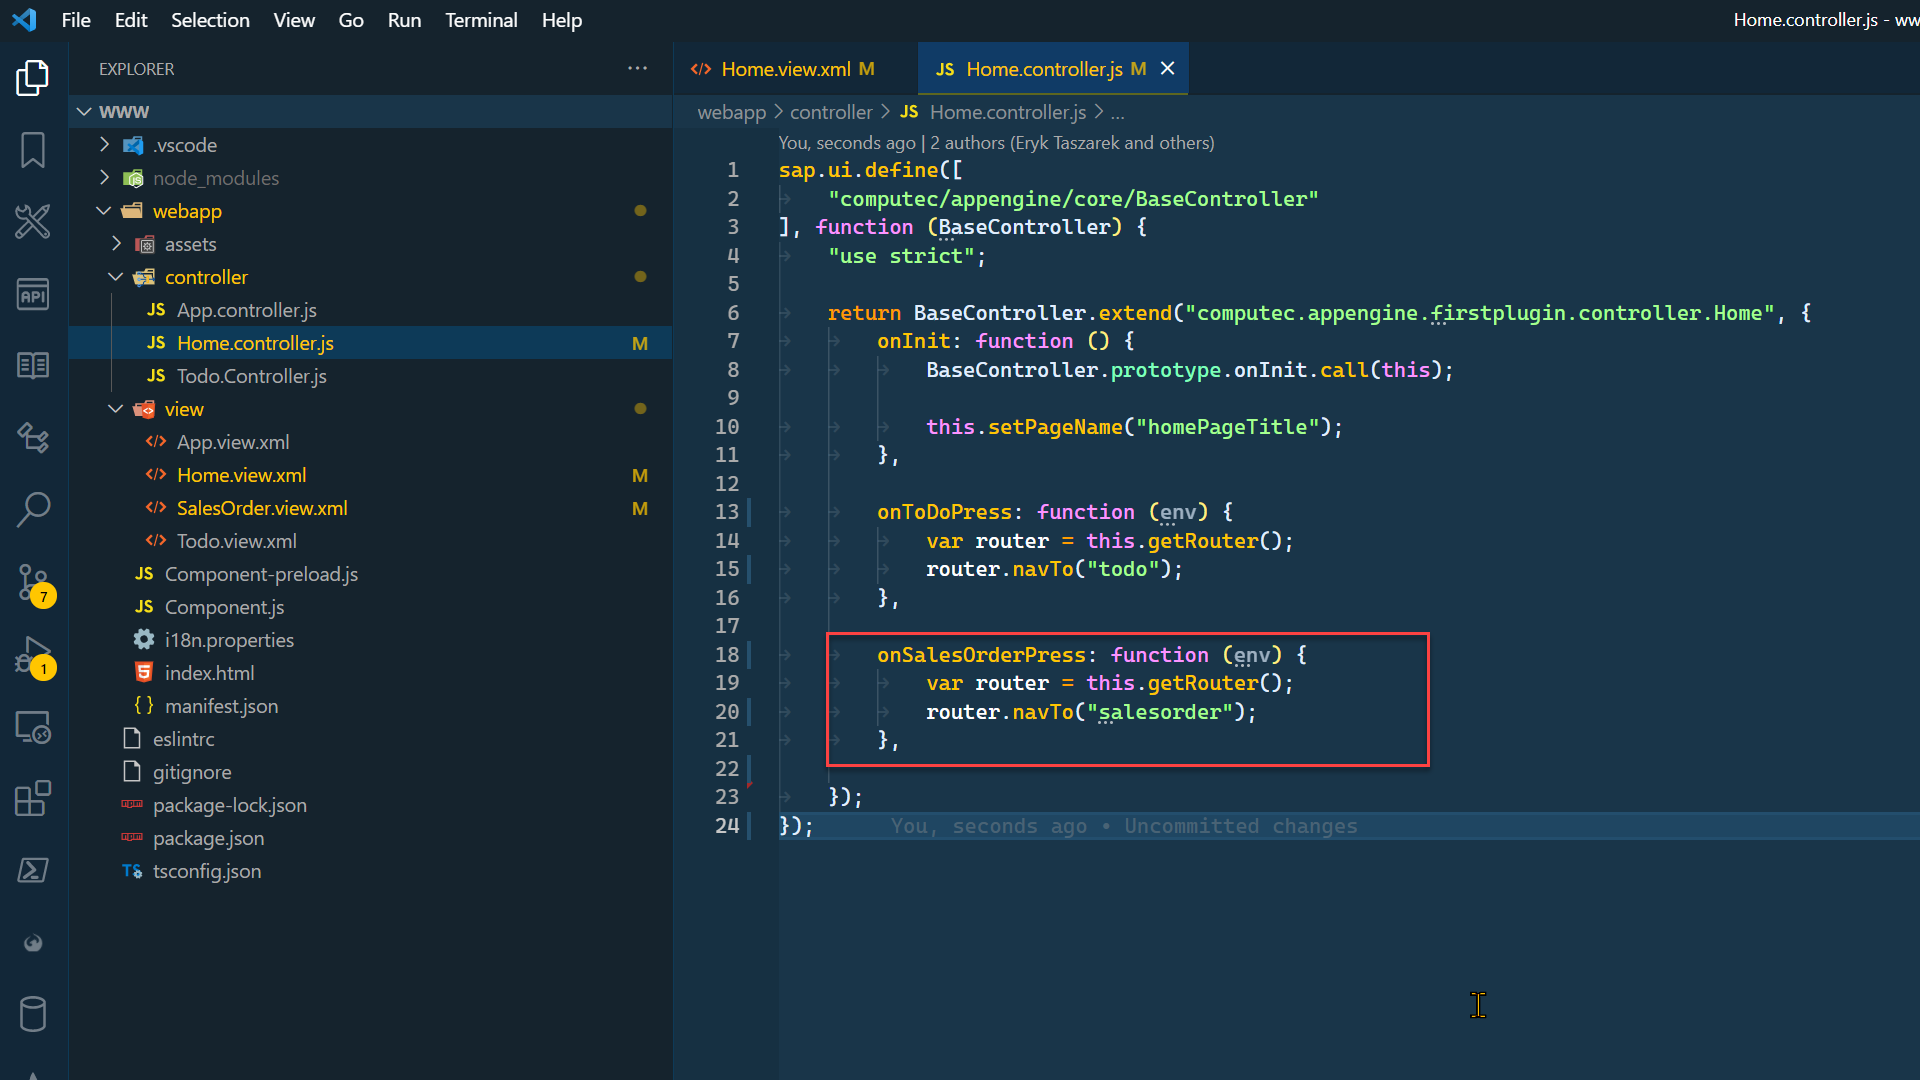 File Edit Selection View Go Run Terminal Help
Home.controller.js - ww
EXPLORER
WWW
.vscode
node_modules
webapp
assets
controller
App.controller.js
Home.controller.js M
Todo.Controller.js
view
App.view.xml
Home.view.xml M
SalesOrder.view.xml M
Todo.view.xml
Component-preload.js
Component.js
i18n.properties
index.html
manifest.json
eslintrc
gitignore
package-lock.json
package.json
tsconfig.json
API
7
1
Home.view.xml M
JS Home.controller.js M
webapp > controller > JS Home.controller.js > ...
You, seconds ago | 2 authors (Eryk Taszarek and others)
1 sap.ui.define([
2 "computec/appengine/core/BaseController"
3 ], function (BaseController) {
4 "use strict";
5
6 return BaseController.extend("computec.appengine.firstplugin.controller.Home", {
7 onInit: function () {
8 BaseController.prototype.onInit.call(this);
9
10 this.setPageName("homePageTitle");
11 },
12
13 onToDoPress: function (env) {
14 var router = this.getRouter();
15 router.navTo("todo");
16 },
17
18 onSalesOrderPress: function (env) {
19 var router = this.getRouter();
20 router.navTo("salesorder");
21 },
22
23 });
24 }); You, seconds ago • Uncommitted changes